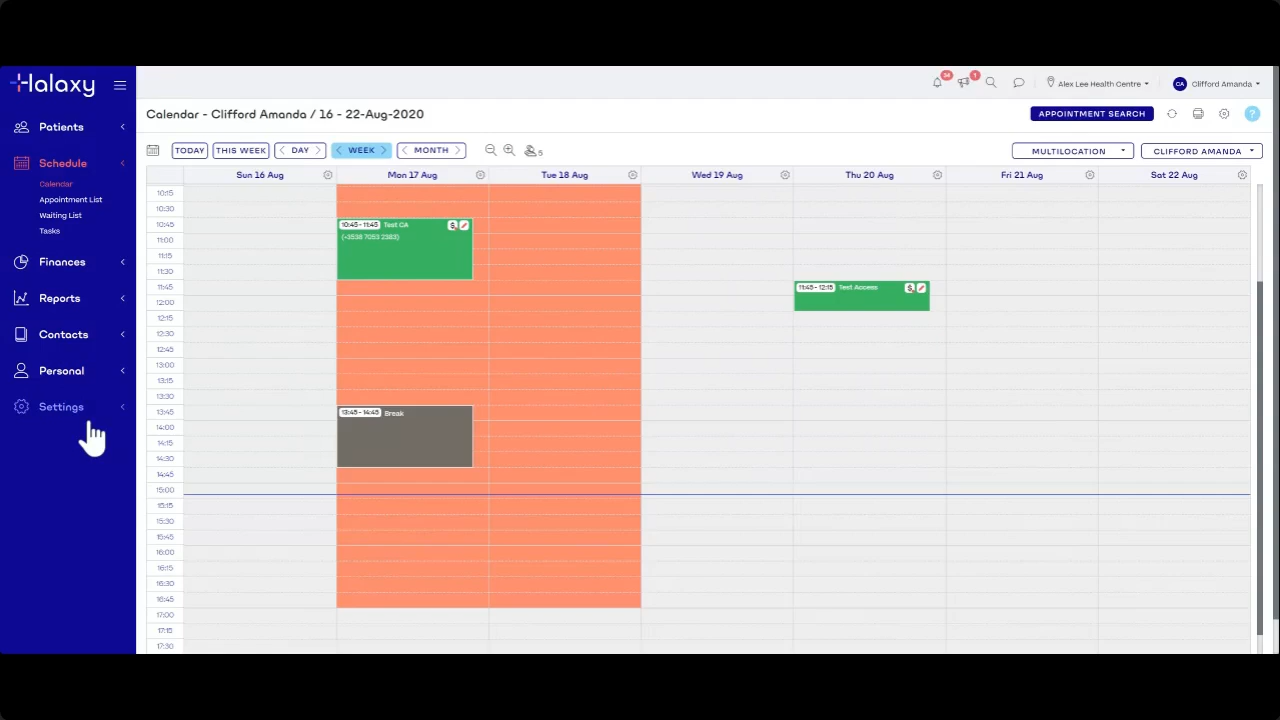 Halaxy
Patients
Schedule
Calendar
Appointment List
Waiting List
Tasks
Finances
Reports
Contacts
Personal
Settings
34
1
Alex Lee Health Centre
CA
Clifford Amanda
Calendar - Clifford Amanda / 16 - 22-Aug-2020
APPOINTMENT SEARCH
?
TODAY
THIS WEEK
DAY
WEEK
MONTH
5
MULTILOCATION
CLIFFORD AMANDA
Sun 16 Aug
Mon 17 Aug
Tue 18 Aug
Wed 19 Aug
Thu 20 Aug
Fri 21 Aug
Sat 22 Aug
10:15
10:30
10:45
11:00
11:15
11:30
11:45
12:00
12:15
12:30
12:45
13:00
13:15
13:30
13:45
14:00
14:15
14:30
14:45
15:00
15:15
15:30
15:45
16:00
16:15
16:30
16:45
17:00
17:15
17:30
10:45 - 11:45 Test CA $
(+3538 7053 2383)
13:45 - 14:45 Break
11:45 - 12:15 Test Access $